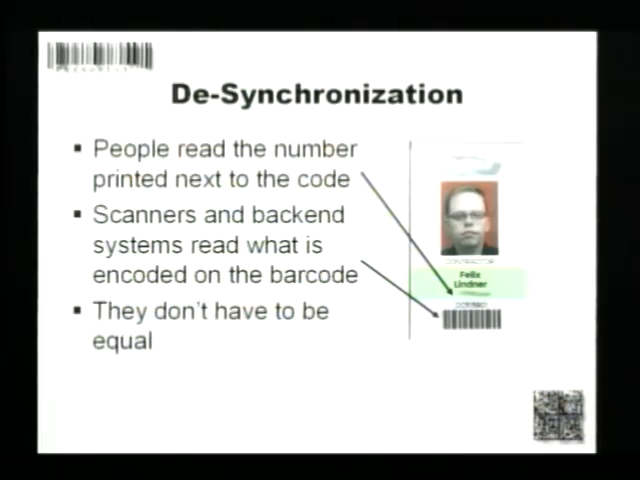 De-Synchronization
▪ People read the number
printed next to the code
▪ Scanners and backend
systems read what is
encoded on the barcode
▪ They don't have to be
equal
CONTRACTOR
Felix
Lindner